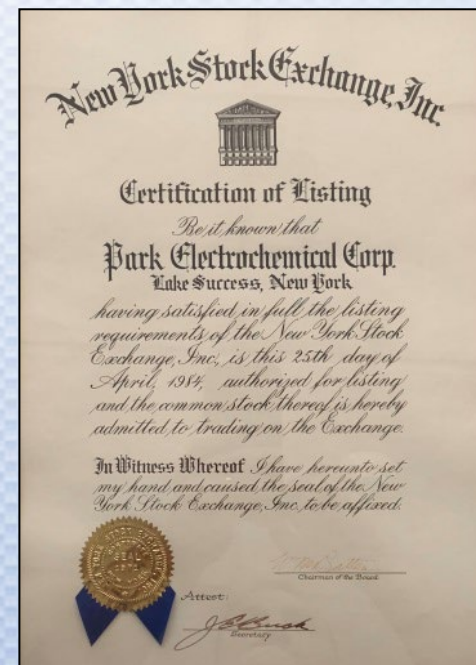 New York Stock Exchange, Inc.
Certification of Listing
Be it known that
Park Electrochemical Corp.
Lake Success, New York
having satisfied in full the listing
requirements of the New York Stock
Exchange, Inc., is this 25th day of
April, 1984, authorized for listing
and the common stock thereof is hereby
admitted to trading on the Exchange.
In Witness Whereof I have hereunto set
my hand and caused the seal of the New
York Stock Exchange, Inc., to be affixed.
Chairman of the Board
Attest:
Secretary